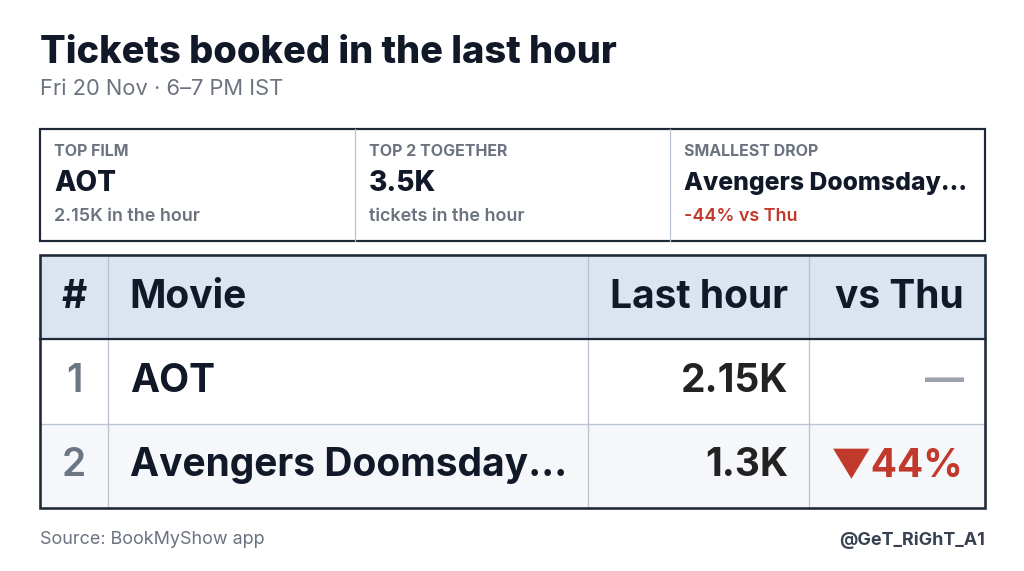 Tickets booked in the last hour
Fri 20 Nov · 6–7 PM IST
TOP FILM
AOT
2.15K in the hour
TOP 2 TOGETHER
3.5K
tickets in the hour
SMALLEST DROP
Avengers Doomsday...
-44% vs Thu
# Movie Last hour vs Thu
1 AOT 2.15K —
2 Avengers Doomsday... 1.3K ▼44%
Source: BookMyShow app
@GeT_RiGhT_A1